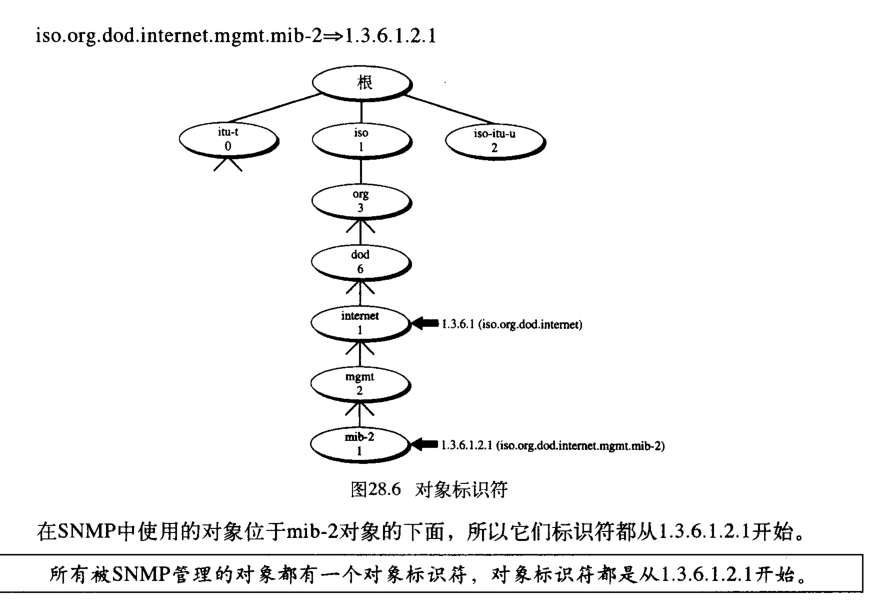 iso.org.dod.internet.mgmt.mib-2⇒1.3.6.1.2.1
根
itu-t
0
iso
1
iso-itu-u
2
org
3
dod
6
internet
1
1.3.6.1 (iso.org.dod.internet)
mgmt
2
mib-2
1
1.3.6.1.2.1 (iso.org.dod.internet.mgmt.mib-2)
图28.6 对象标识符
在SNMP中使用的对象位于mib-2对象的下面，所以它们标识符都从1.3.6.1.2.1开始。
所有被SNMP管理的对象都有一个对象标识符，对象标识符都是从1.3.6.1.2.1开始。